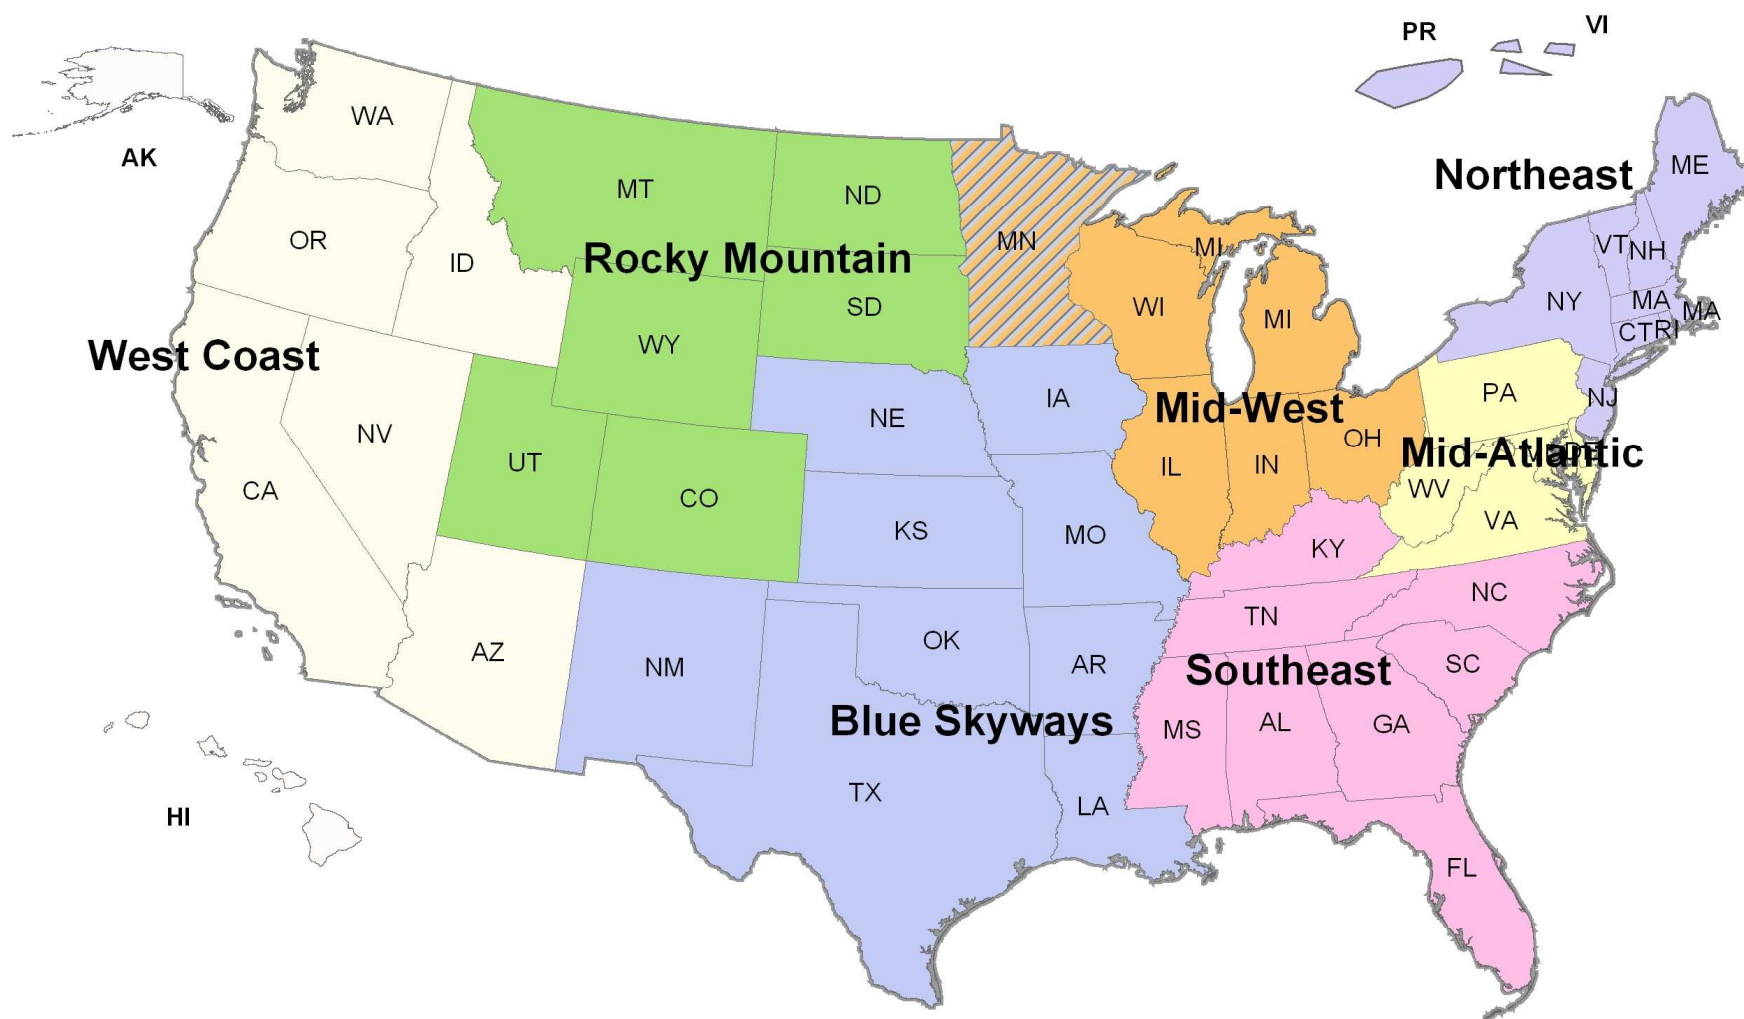 PR
VI
WA
AK
ME
Northeast
MT
ND
OR
MN
MI
VT
NH
ID
Rocky Mountain
SD
WI
NY
MA
MA
MI
CT
RI
WY
West Coast
IA
PA
NJ
NE
Mid-West
NV
OH
Mid-Atlantic
UT
IL
IN
CA
CO
WV
KS
MO
VA
KY
NC
TN
OK
AZ
NM
AR
Southeast
SC
Blue Skyways
MS
AL
GA
TX
LA
HI
FL